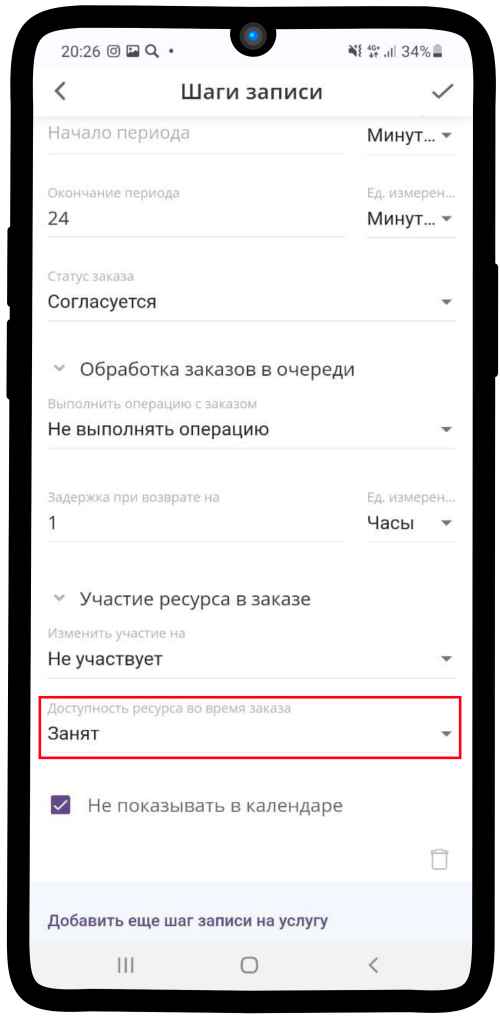 20:26 34%
Шаги записи
Начало периода Минут...
Окончание периода Ед. измерен...
24 Минут...
Статус заказа
Согласуется
Обработка заказов в очереди
Выполнить операцию с заказом
Не выполнять операцию
Задержка при возврате на Ед. измерен...
1 Часы
Участие ресурса в заказе
Изменить участие на
Не участвует
Доступность ресурса во время заказа
Занят
Не показывать в календаре
Добавить еще шаг записи на услугу